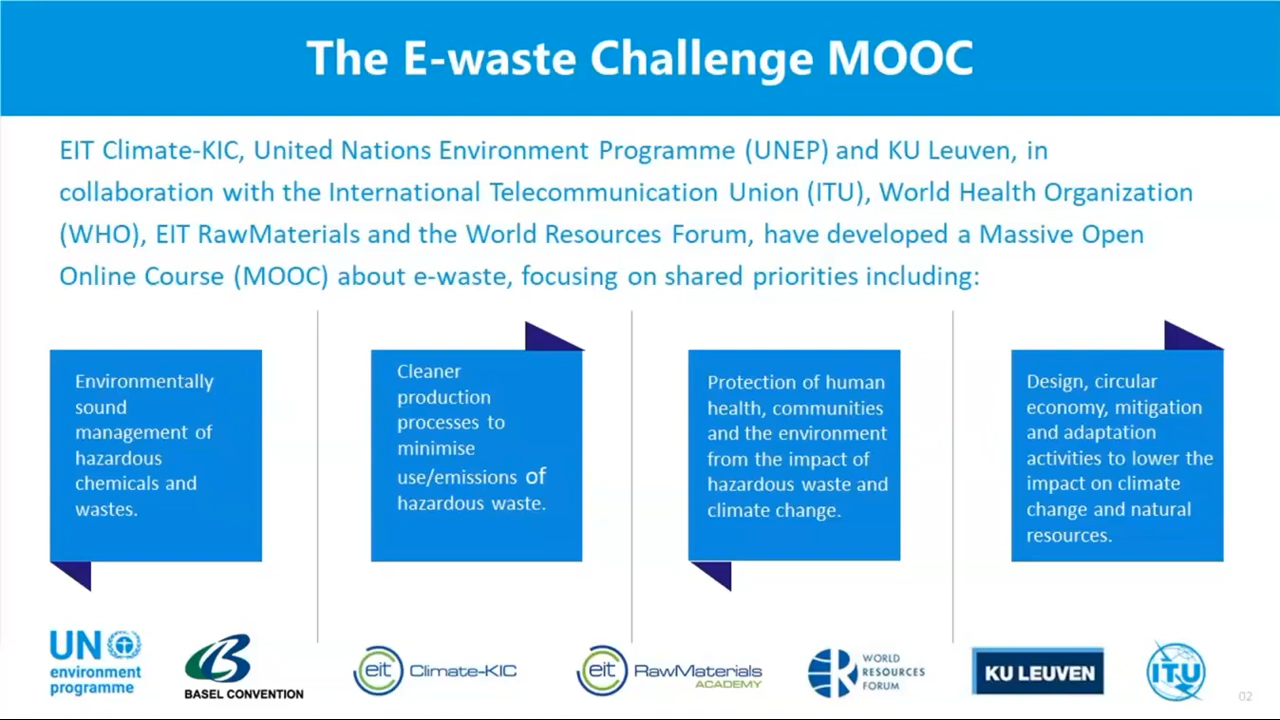 The E-waste Challenge MOOC
EIT Climate-KIC, United Nations Environment Programme (UNEP) and KU Leuven, in
collaboration with the International Telecommunication Union (ITU), World Health Organization
(WHO), EIT RawMaterials and the World Resources Forum, have developed a Massive Open
Online Course (MOOC) about e-waste, focusing on shared priorities including:
Environmentally
sound
management of
hazardous
chemicals and
wastes.
Cleaner
production
processes to
minimise
use/emissions of
hazardous waste.
Protection of human
health, communities
and the environment
from the impact of
hazardous waste and
climate change.
Design, circular
economy, mitigation
and adaptation
activities to lower the
impact on climate
change and natural
resources.
UN
environment
programme
BASEL CONVENTION
eit Climate-KIC
eit RawMaterials
ACADEMY
WORLD
RESOURCES
FORUM
KU LEUVEN
ITU
02